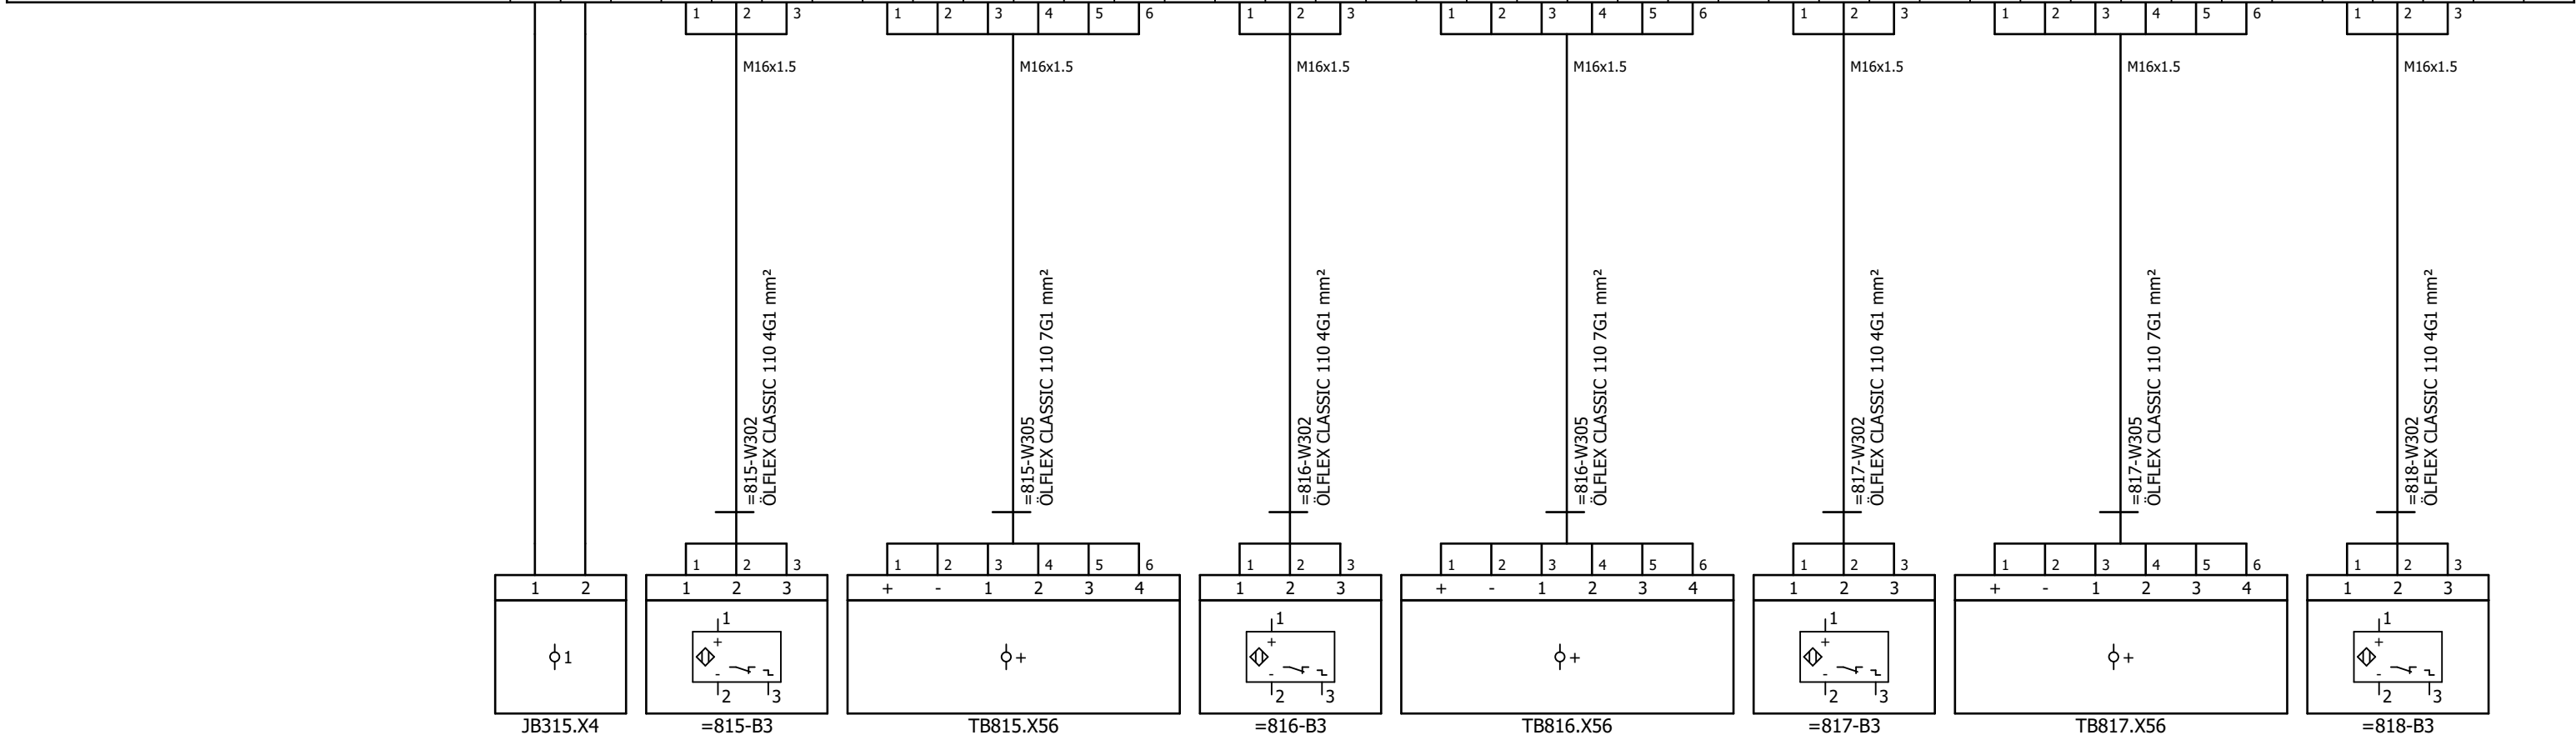 1 2 3 1 2 3 4 5 6 1 2 3 1 2 3 4 5 6 1 2 3 1 2 3 4 5 6 1 2 3
M16x1.5 M16x1.5 M16x1.5 M16x1.5 M16x1.5 M16x1.5 M16x1.5
=815-W302
ÖLFLEX CLASSIC 110 4G1 mm²
=815-W305
ÖLFLEX CLASSIC 110 7G1 mm²
=816-W302
ÖLFLEX CLASSIC 110 4G1 mm²
=816-W305
ÖLFLEX CLASSIC 110 7G1 mm²
=817-W302
ÖLFLEX CLASSIC 110 4G1 mm²
=817-W305
ÖLFLEX CLASSIC 110 7G1 mm²
=818-W302
ÖLFLEX CLASSIC 110 4G1 mm²
1 2 3 1 2 3 4 5 6 1 2 3 1 2 3 4 5 6 1 2 3 1 2 3 4 5 6 1 2 3
1 2 1 2 3 + - 1 2 3 4 1 2 3 + - 1 2 3 4 1 2 3 + - 1 2 3 4 1 2 3
1 1 1 1
+ + + +
1 + + +
- - - -
2 3 2 3 2 3 2 3
JB315.X4 =815-B3 TB815.X56 =816-B3 TB816.X56 =817-B3 TB817.X56 =818-B3